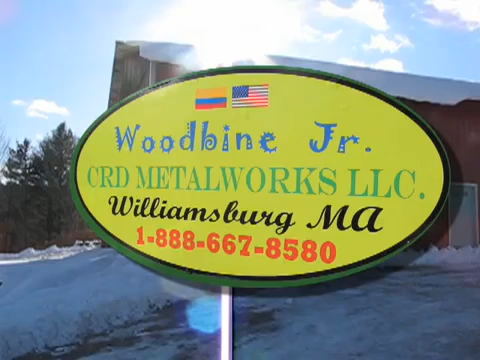 Woodbine Jr.
CRD METALWORKS LLC.
Williamsburg MA
1-888-667-8580